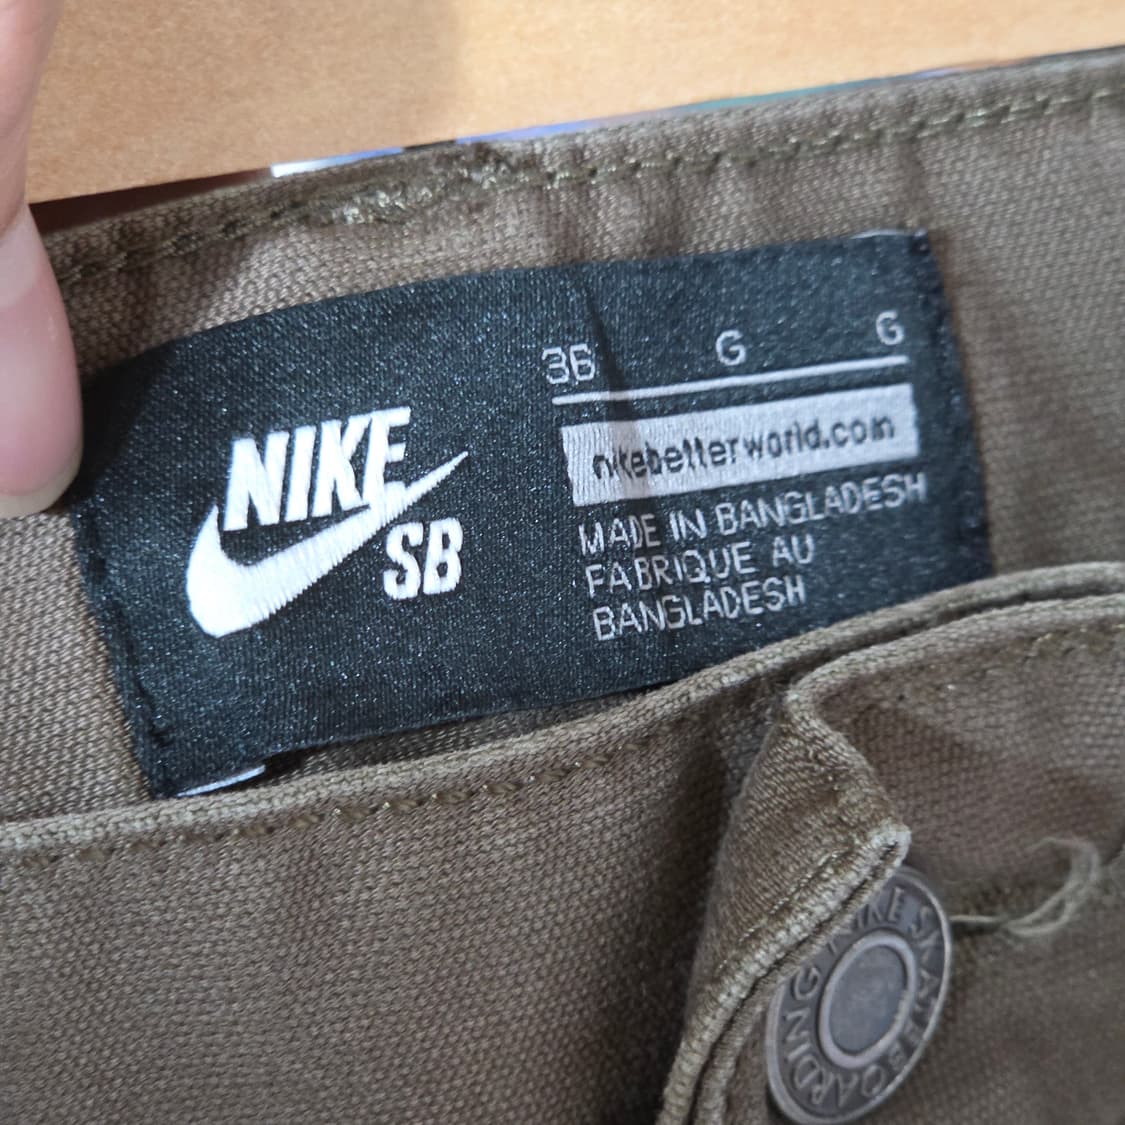 NIKE
SB
36 G G
nikebetterworld.com
MADE IN BANGLADESH
FABRIQUE AU
BANGLADESH
NIKE SKATEBOARDING